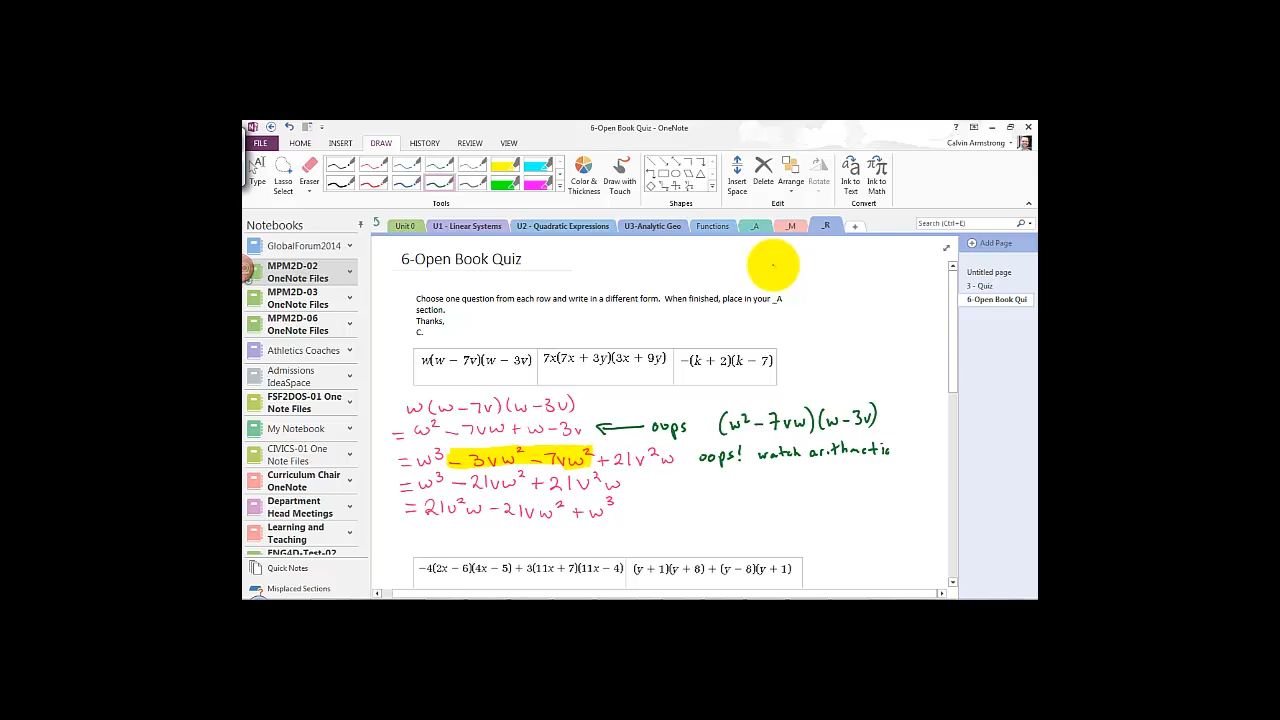 6-Open Book Quiz - OneNote
FILE HOME INSERT DRAW HISTORY REVIEW VIEW
Calvin Armstrong
Type Lasso Select Eraser
Color & Thickness Draw with Touch
Insert Space Delete Arrange Rotate
Ink to Text Ink to Math
Tools Shapes Edit Convert
Notebooks
5 Unit 0 U1 - Linear Systems U2 - Quadratic Expressions U3-Analytic Geo Functions _A _M _R
Search (Ctrl+E)
GlobalForum2014
MPM2D-02 OneNote Files
MPM2D-03 OneNote Files
MPM2D-06 OneNote Files
Athletics Coaches
Admissions IdeaSpace
FSF2DOS-01 One Note Files
My Notebook
CIVICS-01 One Note Files
Curriculum Chair OneNote
Department Head Meetings
Learning and Teaching
ENG4D-Test-02
Quick Notes
Misplaced Sections
6-Open Book Quiz
Choose one question from each row and write in a different form. When finished, place in your _A
section.
Thanks,
C.
w(w − 7v)(w − 3v) 7x(7x + 3y)(3x + 9y) −(k + 2)(k − 7)
w(w-7v)(w-3v)
= w² - 7vw + w - 3v ← oops (w² - 7vw)(w - 3v)
= w³ - 3vw² - 7vw² + 21v²w oops! watch arithmetic
= w³ - 21vw² + 21v²w
= 21v²w - 21vw² + w³
−4(2x − 6)(4x − 5) + 3(11x + 7)(11x − 4) (y + 1)(y + 8) + (y − 8)(y + 1)
Add Page
Untitled page
3 - Quiz
6-Open Book Qui